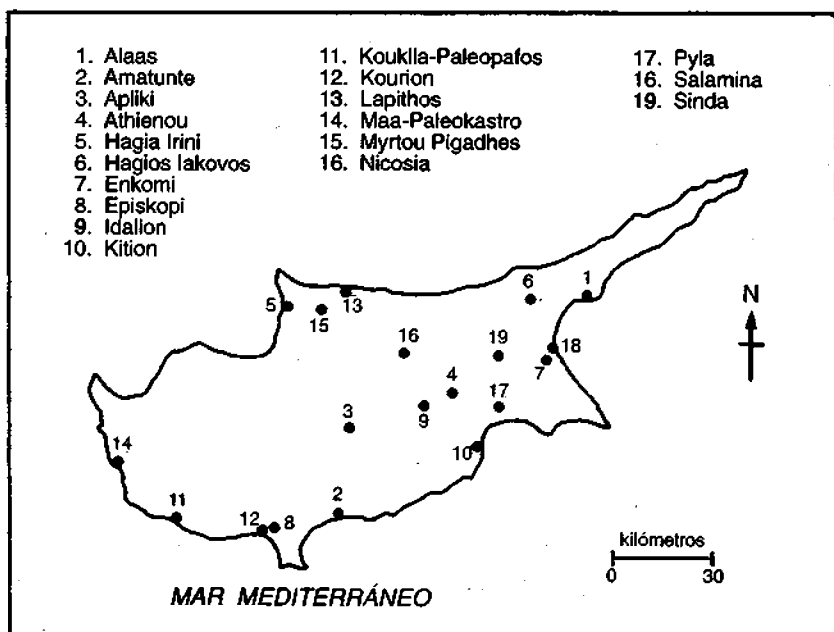 1. Alaas
2. Amatunte
3. Apliki
4. Athienou
5. Hagia Irini
6. Hagios Iakovos
7. Enkomi
8. Episkopi
9. Idalion
10. Kition
11. Kouklla-Paleopafos
12. Kourion
13. Lapithos
14. Maa-Paleokastro
15. Myrtou Pigadhes
16. Nicosia
17. Pyla
16. Salamina
19. Sinda
6
1
5
13
15
N
16
19
18
7
4
9
17
3
10
14
11
2
12
8
kilómetros
0 30
MAR MEDITERRÁNEO